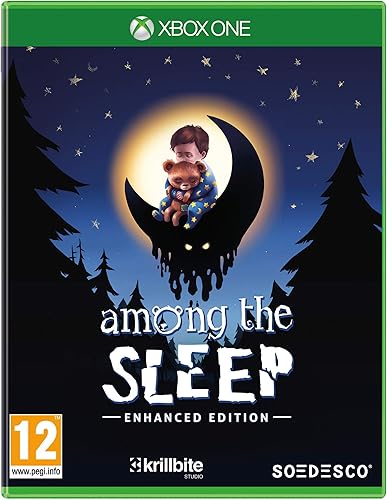 XBOX ONE
among the
SLEEP
ENHANCED EDITION
12
www.pegi.info
krillbite
STUDIO
SOEDESCO®